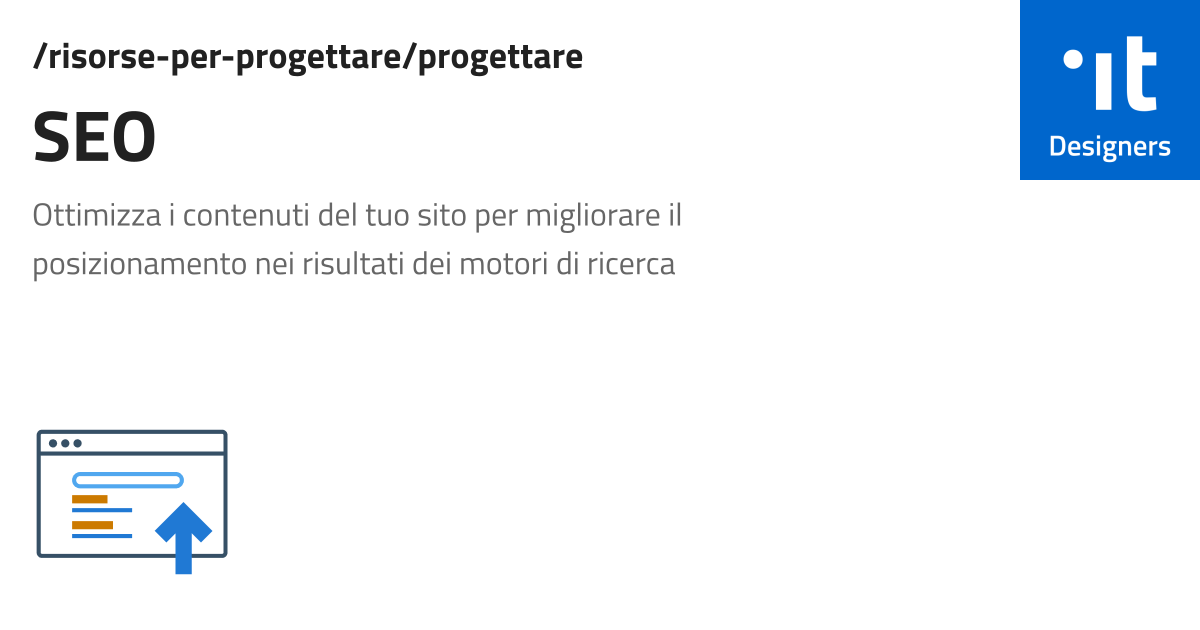 /risorse-per-progettare/progettare
SEO
Ottimizza i contenuti del tuo sito per migliorare il
posizionamento nei risultati dei motori di ricerca
it
Designers